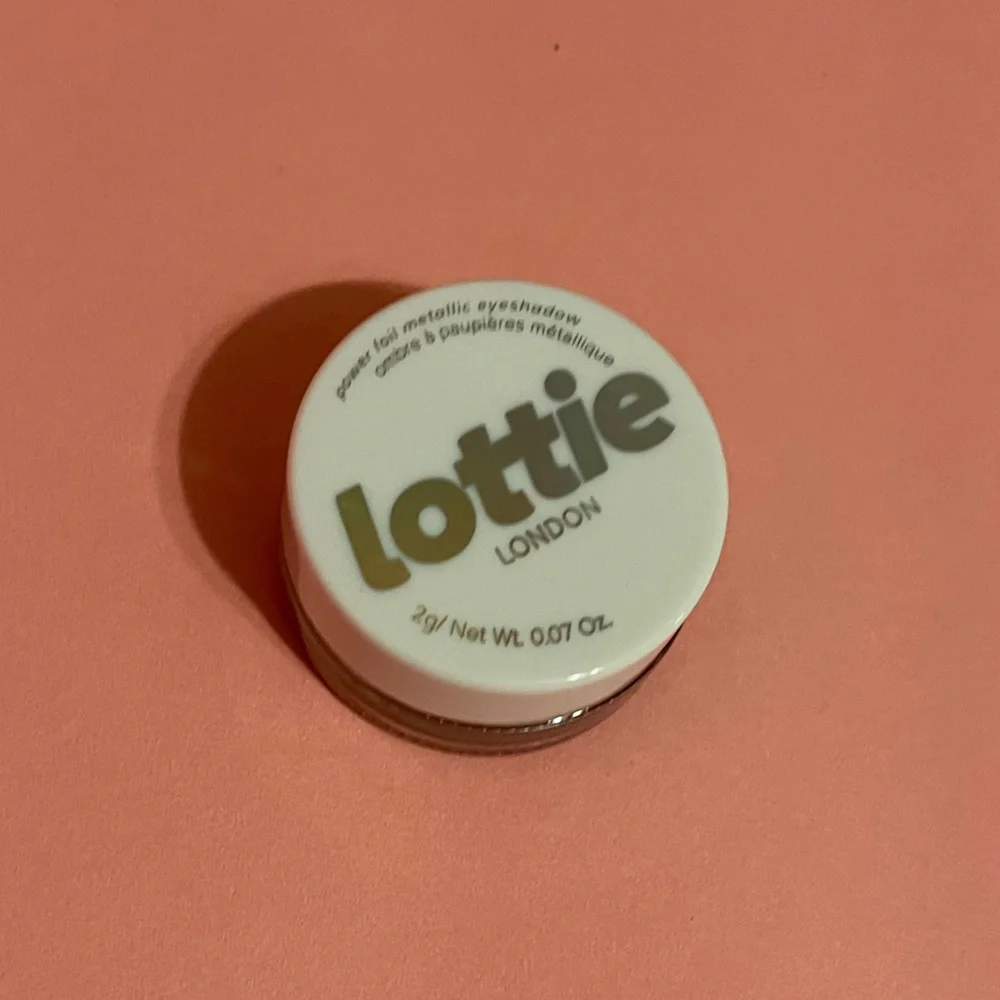 power foil metallic eyeshadow
ombre à paupières métallique
lottie
LONDON
2g/ Net Wt. 0.07 Oz.